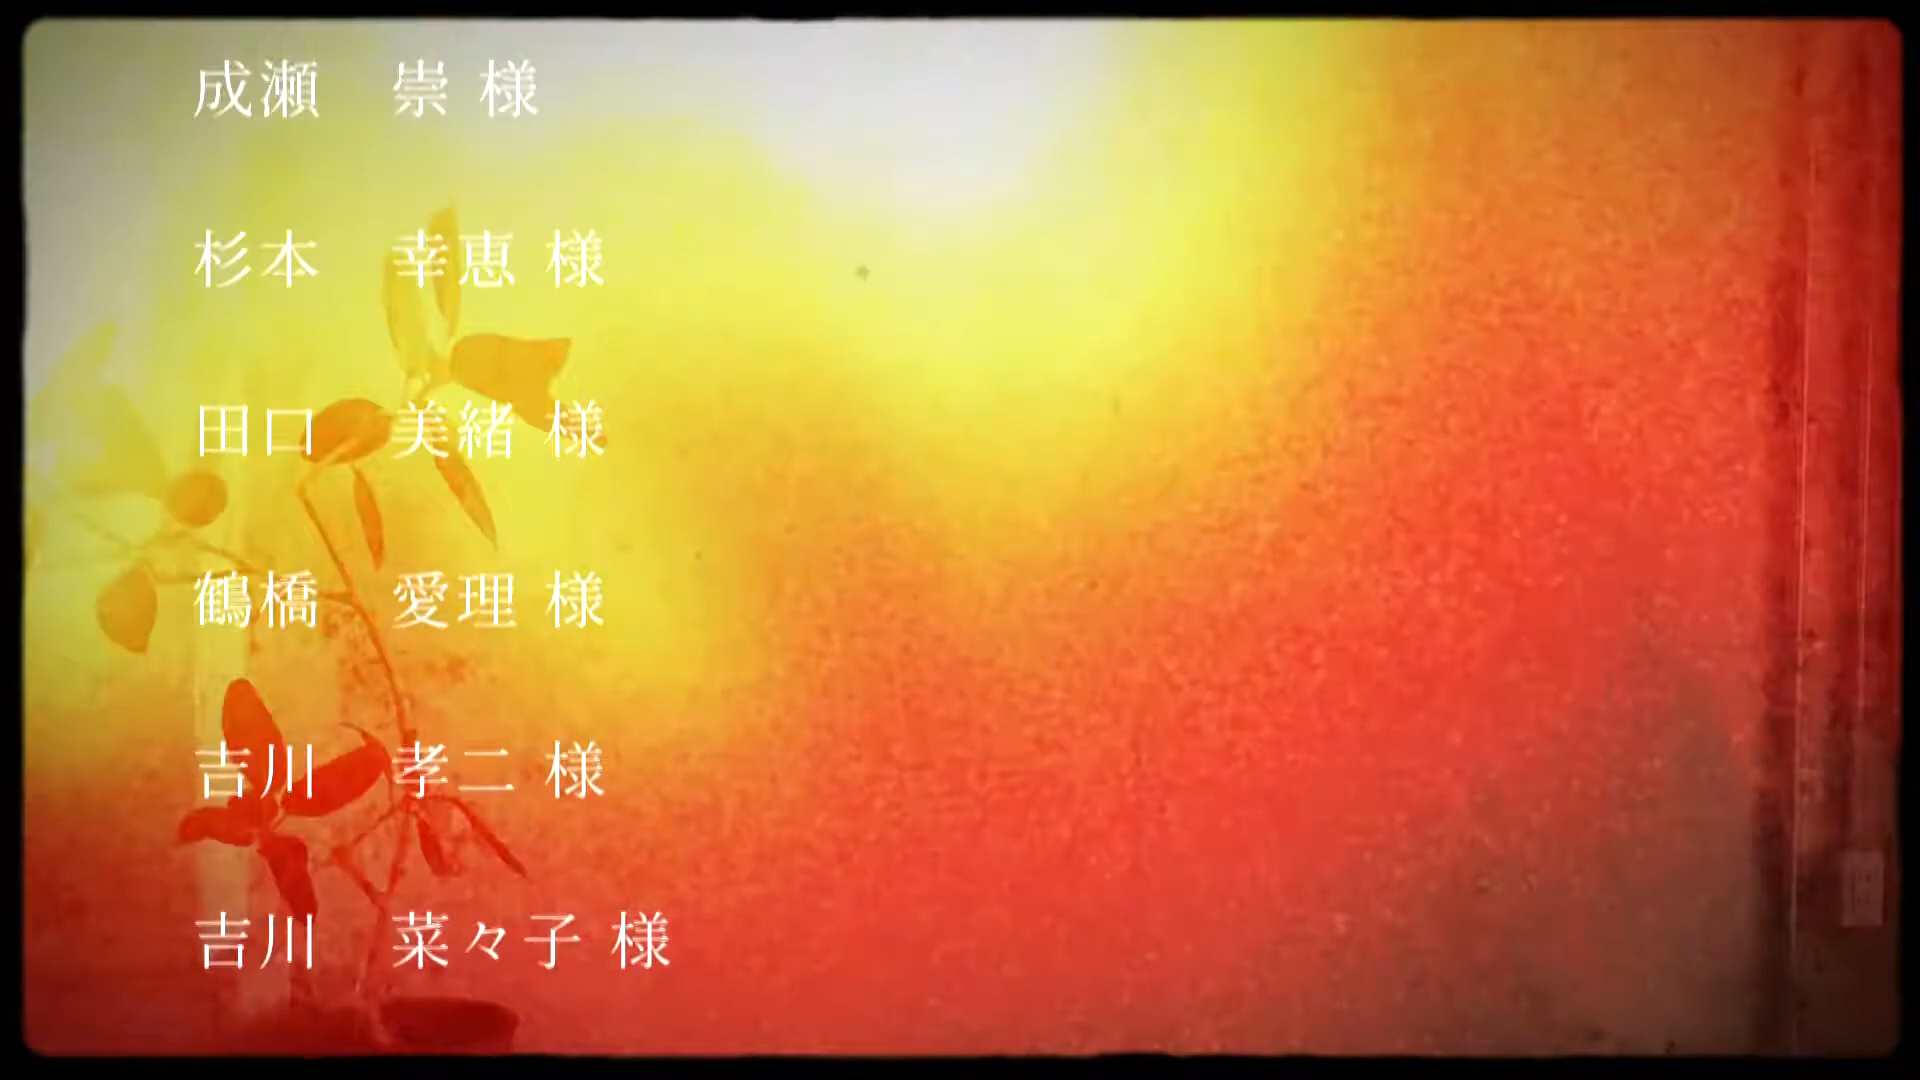 成瀬　崇 様
杉本　幸恵 様
田口　美緒 様
鶴橋　愛理 様
吉川　孝二 様
吉川　菜々子 様